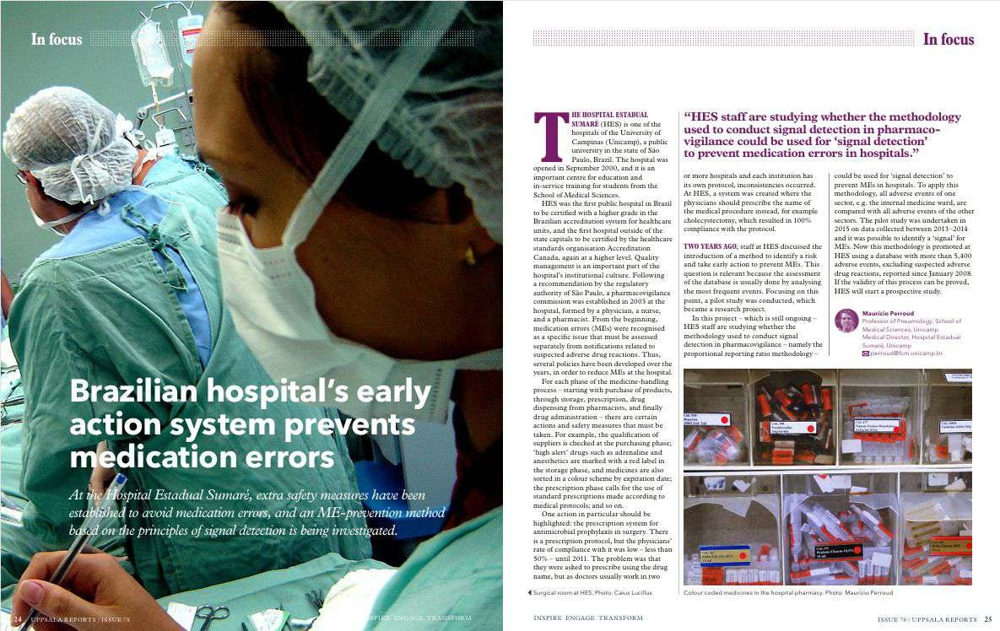 In focus
Brazilian hospital's early
action system prevents
medication errors
At the Hospital Estadual Sumaré, extra safety measures have been
established to avoid medication errors, and an ME-prevention method
based on the principles of signal detection is being investigated.
24 UPPSALA REPORTS / ISSUE 78
INSPIRE ENGAGE TRANSFORM
In focus
THE HOSPITAL ESTADUAL
SUMARÉ (HES) is one of the
hospitals of the University of
Campinas (Unicamp), a public
university in the state of São
Paulo, Brazil. The hospital was
opened in September 2000, and it is an
important centre for education and
in-service training for students from the
School of Medical Sciences.
HES was the first public hospital in Brazil
to be certified with a higher grade in the
Brazilian accreditation system for healthcare
units, and the first hospital outside of the
state capitals to be certified by the healthcare
standards organisation Accreditation
Canada, again at a higher level. Quality
management is an important part of the
hospital's institutional culture. Following
a recommendation by the regulatory
authority of São Paulo, a pharmacovigilance
commission was established in 2003 at the
hospital, formed by a physician, a nurse,
and a pharmacist. From the beginning,
medication errors (MEs) were recognised
as a specific issue that must be assessed
separately from notifications related to
suspected adverse drug reactions. Thus,
several policies have been developed over the
years, in order to reduce MEs at the hospital.
For each phase of the medicine-handling
process – starting with purchase of products,
through storage, prescription, drug
dispensing from pharmacists, and finally
drug administration – there are certain
actions and safety measures that must be
taken. For example, the qualification of
suppliers is checked at the purchasing phase;
'high alert' drugs such as adrenaline and
anesthetics are marked with a red label in
the storage phase, and medicines are also
sorted in a colour scheme by expiration date;
the prescription phase calls for the use of
standard prescriptions made according to
medical protocols; and so on.
One action in particular should be
highlighted: the prescription system for
antimicrobial prophylaxis in surgery. There
is a prescription protocol, but the physicians'
rate of compliance with it was low – less than
50% – until 2011. The problem was that
they were asked to prescribe using the drug
name, but as doctors usually work in two
"HES staff are studying whether the methodology
used to conduct signal detection in pharmaco-
vigilance could be used for 'signal detection'
to prevent medication errors in hospitals."
or more hospitals and each institution has
its own protocol, inconsistencies occurred.
At HES, a system was created where the
physicians should prescribe the name of
the medical procedure instead, for example
cholecystectomy, which resulted in 100%
compliance with the protocol.
TWO YEARS AGO, staff at HES discussed the
introduction of a method to identify a risk
and take early action to prevent MEs. This
question is relevant because the assessment
of the database is usually done by analysing
the most frequent events. Focusing on this
point, a pilot study was conducted, which
became a research project.
In this project – which is still ongoing –
HES staff are studying whether the
methodology used to conduct signal
detection in pharmacovigilance – namely the
proportional reporting ratio methodology –
could be used for 'signal detection' to
prevent MEs in hospitals. To apply this
methodology, all adverse events of one
sector, e.g. the internal medicine ward, are
compared with all adverse events of the other
sectors. The pilot study was undertaken in
2015 on data collected between 2013–2014
and it was possible to identify a 'signal' for
MEs. Now this methodology is promoted at
HES using a database with more than 5,400
adverse events, excluding suspected adverse
drug reactions, reported since January 2008.
If the validity of this process can be proved,
HES will start a prospective study.
Maurício Perroud
Professor of Pneumology, School of
Medical Sciences, Unicamp
Medical Director, Hospital Estadual
Sumaré, Unicamp
perroud@fcm.unicamp.br
Surgical room at HES. Photo: Caius Lucillus
Colour coded medicines in the hospital pharmacy. Photo: Maurício Perroud
INSPIRE ENGAGE TRANSFORM
ISSUE 78 / UPPSALA REPORTS 25